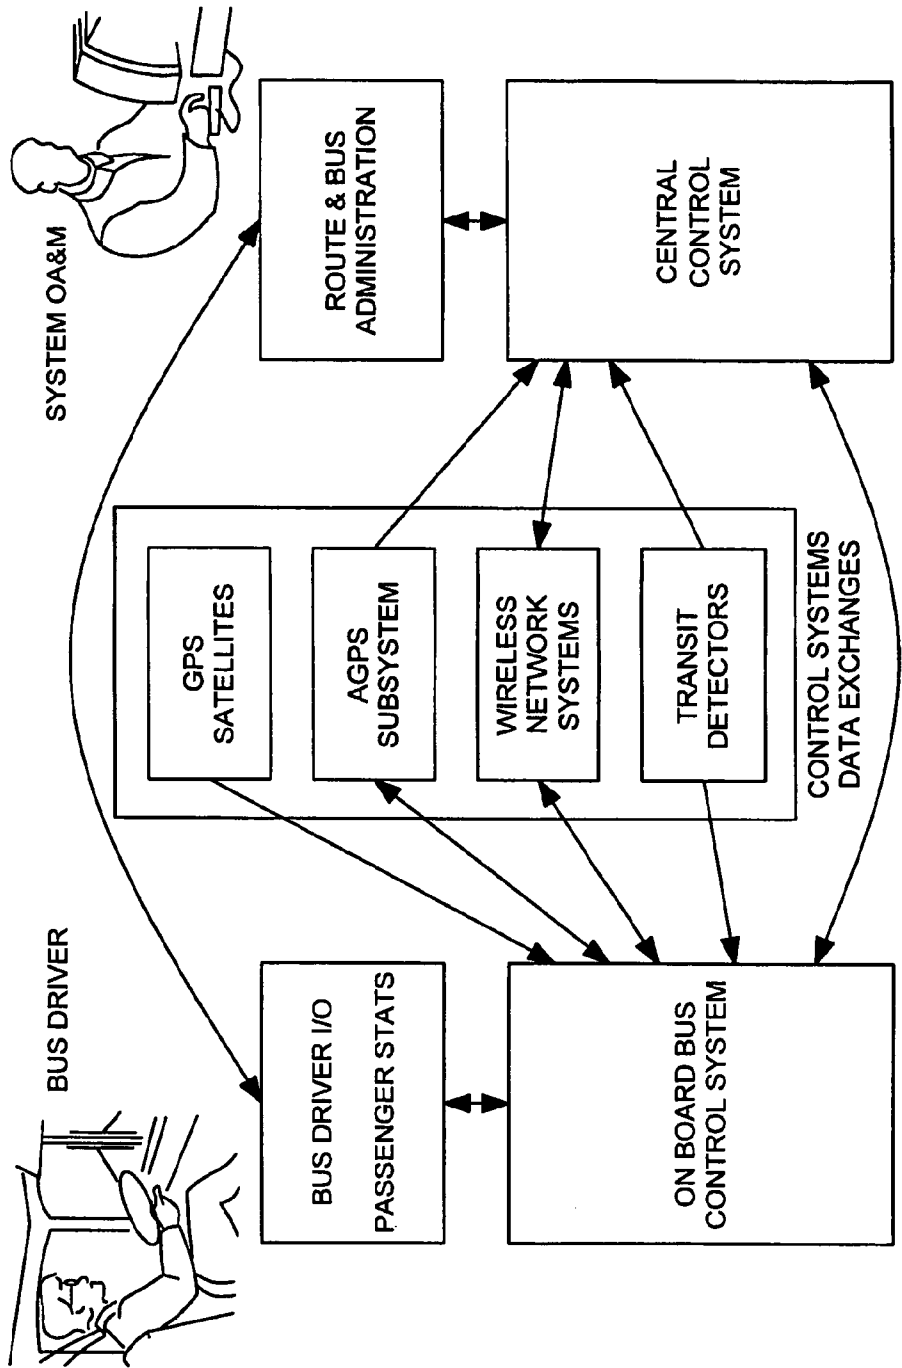 BUS DRIVER
SYSTEM OA&M
BUS DRIVER I/O
PASSENGER STATS
ROUTE & BUS
ADMINISTRATION
GPS
SATELLITES
AGPS
SUBSYSTEM
WIRELESS
NETWORK
SYSTEMS
TRANSIT
DETECTORS
CONTROL SYSTEMS
DATA EXCHANGES
ON BOARD BUS
CONTROL SYSTEM
CENTRAL
CONTROL
SYSTEM